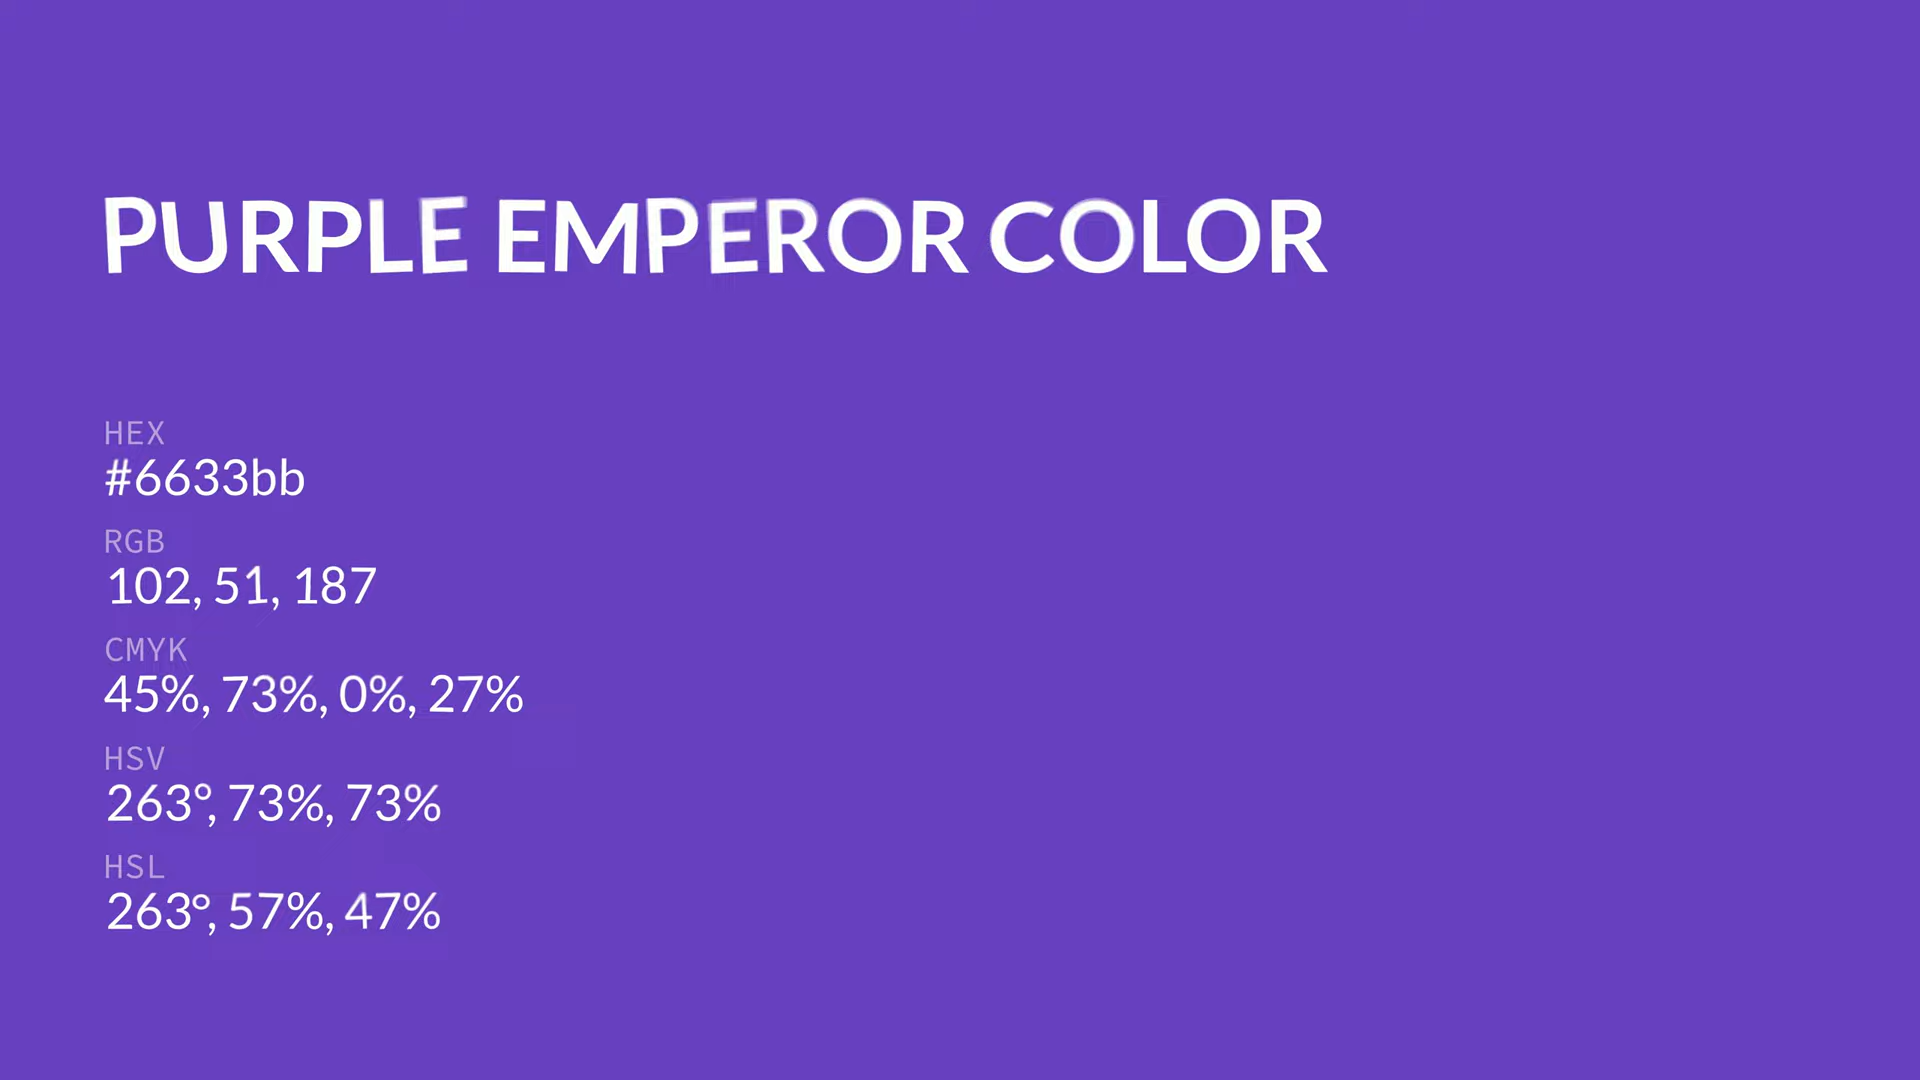 PURPLE EMPEROR COLOR
HEX
#6633bb
RGB
102, 51, 187
CMYK
45%, 73%, 0%, 27%
HSV
263°, 73%, 73%
HSL
263°, 57%, 47%